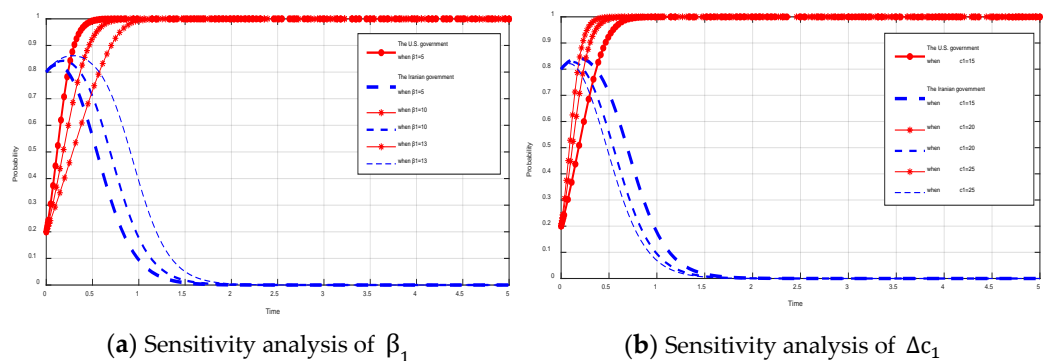 1
0.9
0.8
0.7
0.6
0.5
0.4
0.3
0.2
0.1
0
Probability
0 0.5 1 1.5 2 2.5 3 3.5 4 4.5 5
Time
The U.S. government
when β1=5
The Iranian government
when β1=5
when β1=10
when β1=10
when β1=13
when β1=13
(a) Sensitivity analysis of β1
1
0.9
0.8
0.7
0.6
0.5
0.4
0.3
0.2
0.1
0
Probability
0 0.5 1 1.5 2 2.5 3 3.5 4 4.5 5
Time
The U.S. government
when c1=15
The Iranian government
when c1=15
when c1=20
when c1=20
when c1=25
when c1=25
(b) Sensitivity analysis of Δc1